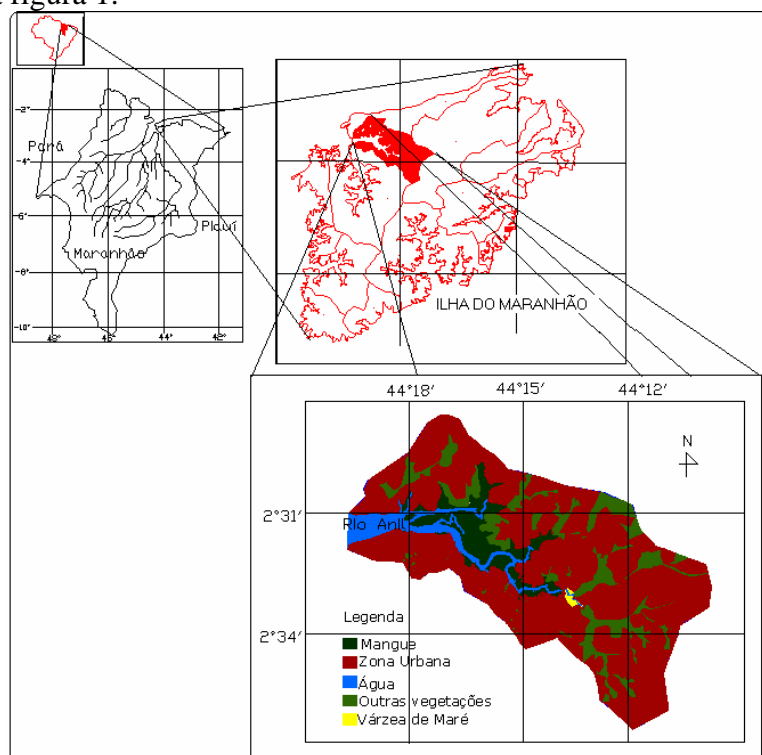 figura 1.
-2°
Pará
-4°
-6°
Piauí
Maranhão
-8°
-10°
48° 46° 44° 42°
ILHA DO MARANHÃO
44°18' 44°15' 44°12'
N
2°31'
Rio Anil
2°34'
Legenda
Mangue
Zona Urbana
Água
Outras vegetações
Várzea de Maré